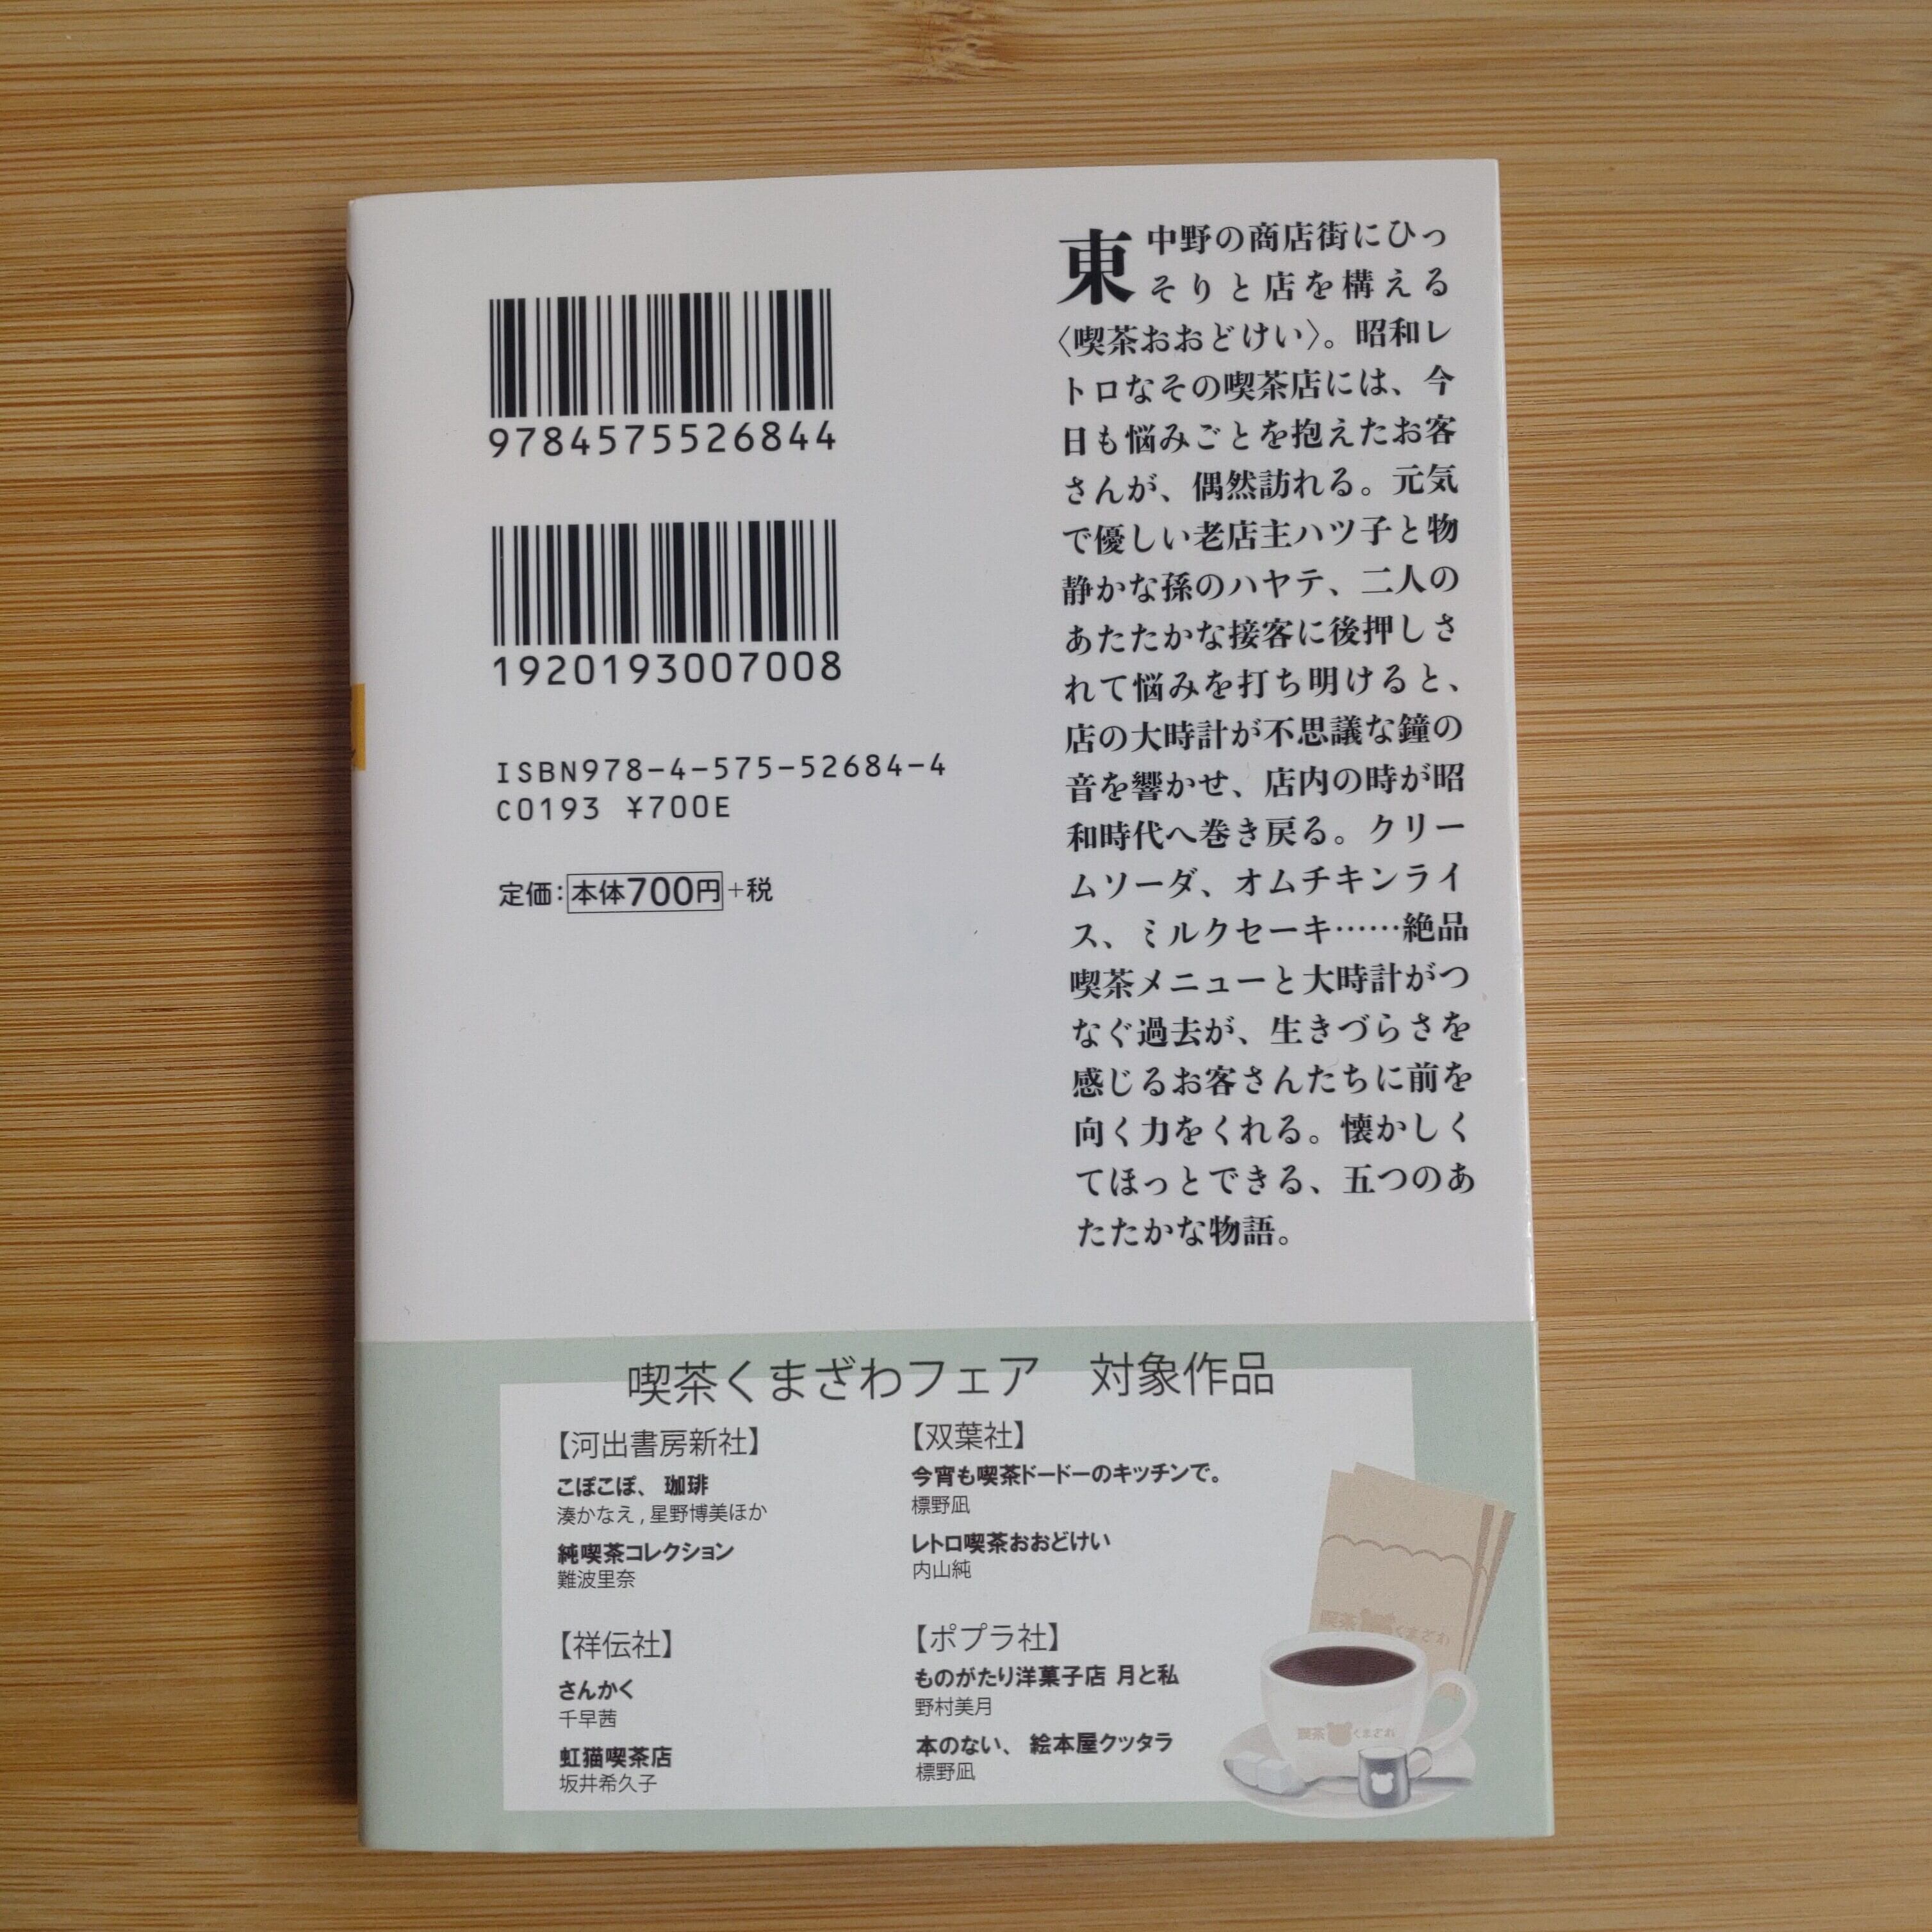 9784575526844
1920193007008
ISBN978-4-575-52684-4
C0193 ¥700E
定価：本体700円+税
東中野の商店街にひっ
そりと店を構える
〈喫茶おおどけい〉。昭和レ
トロなその喫茶店には、今
日も悩みごとを抱えたお客
さんが、偶然訪れる。元気
で優しい老店主ハツ子と物
静かな孫のハヤテ、二人の
あたたかな接客に後押しさ
れて悩みを打ち明けると、
店の大時計が不思議な鐘の
音を響かせ、店内の時が昭
和時代へ巻き戻る。クリー
ムソーダ、オムチキンライ
ス、ミルクセーキ……絶品
喫茶メニューと大時計がつ
なぐ過去が、生きづらさを
感じるお客さんたちに前を
向く力をくれる。懐かしく
てほっとできる、五つのあ
たたかな物語。
喫茶くまざわフェア　対象作品
【河出書房新社】
こぽこぽ、珈琲
湊かなえ , 星野博美ほか
純喫茶コレクション
難波里奈
【祥伝社】
さんかく
千早茜
虹猫喫茶店
坂井希久子
【双葉社】
今宵も喫茶ドードーのキッチンで。
標野凪
レトロ喫茶おおどけい
内山純
【ポプラ社】
ものがたり洋菓子店 月と私
野村美月
本のない、絵本屋クッタラ
標野凪
喫茶 くまざわ
喫茶 くまざわ